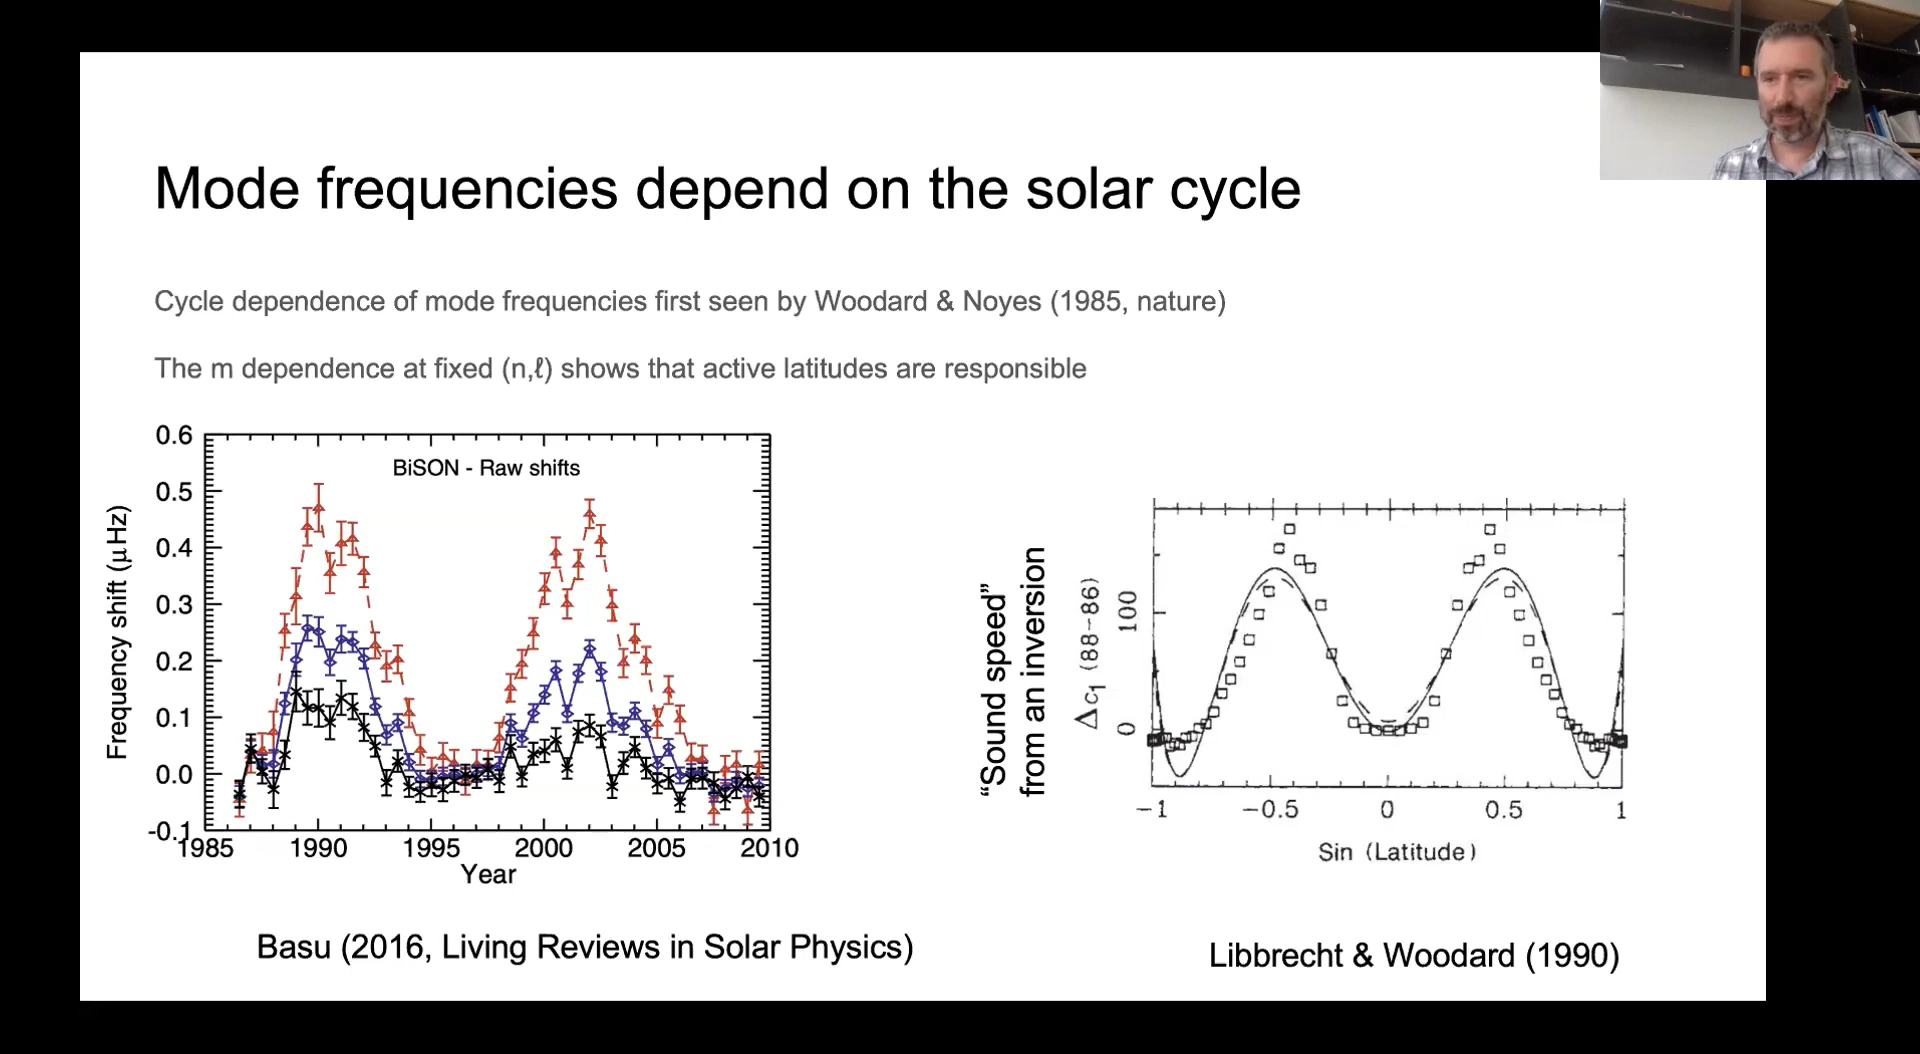 Mode frequencies depend on the solar cycle
Cycle dependence of mode frequencies first seen by Woodard & Noyes (1985, nature)
The m dependence at fixed (n,ℓ) shows that active latitudes are responsible
BiSON - Raw shifts
Frequency shift (μHz)
0.6
0.5
0.4
0.3
0.2
0.1
0.0
-0.1
1985 1990 1995 2000 2005 2010
Year
Basu (2016, Living Reviews in Solar Physics)
“Sound speed”
from an inversion
Δc₁ (88-86)
100
0
-1 -0.5 0 0.5 1
Sin (Latitude)
Libbrecht & Woodard (1990)